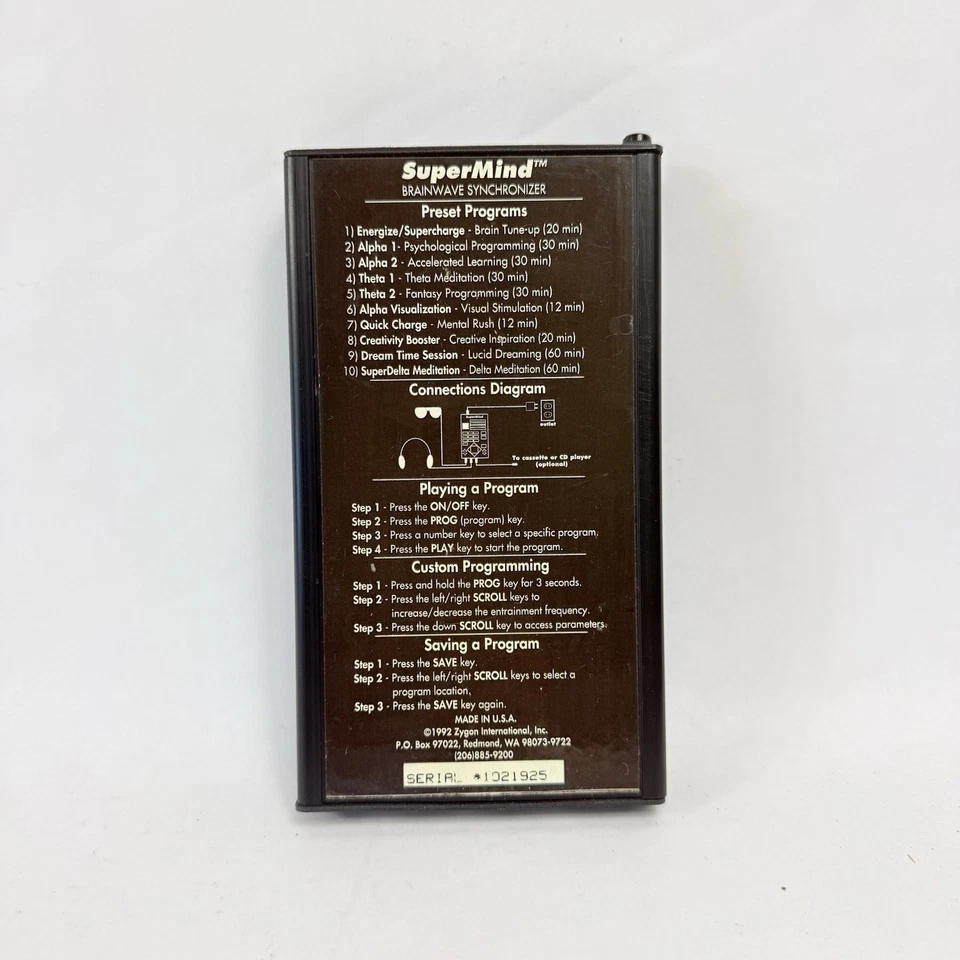 SuperMind™
BRAINWAVE SYNCHRONIZER
Preset Programs
1) Energize/Supercharge - Brain Tune-up (20 min)
2) Alpha 1 - Psychological Programming (30 min)
3) Alpha 2 - Accelerated Learning (30 min)
4) Theta 1 - Theta Meditation (30 min)
5) Theta 2 - Fantasy Programming (30 min)
6) Alpha Visualization - Visual Stimulation (12 min)
7) Quick Charge - Mental Rush (12 min)
8) Creativity Booster - Creative Inspiration (20 min)
9) Dream Time Session - Lucid Dreaming (60 min)
10) SuperDelta Meditation - Delta Meditation (60 min)
Connections Diagram
SuperMind
outlet
To cassette or CD player
(optional)
Playing a Program
Step 1 - Press the ON/OFF key.
Step 2 - Press the PROG (program) key.
Step 3 - Press a number key to select a specific program.
Step 4 - Press the PLAY key to start the program.
Custom Programming
Step 1 - Press and hold the PROG key for 3 seconds.
Step 2 - Press the left/right SCROLL keys to
increase/decrease the entrainment frequency.
Step 3 - Press the down SCROLL key to access parameters.
Saving a Program
Step 1 - Press the SAVE key.
Step 2 - Press the left/right SCROLL keys to select a
program location.
Step 3 - Press the SAVE key again.
MADE IN U.S.A.
©1992 Zygon International, Inc.
P.O. Box 97022, Redmond, WA 98073-9722
(206)885-9200
SERIAL *1021925